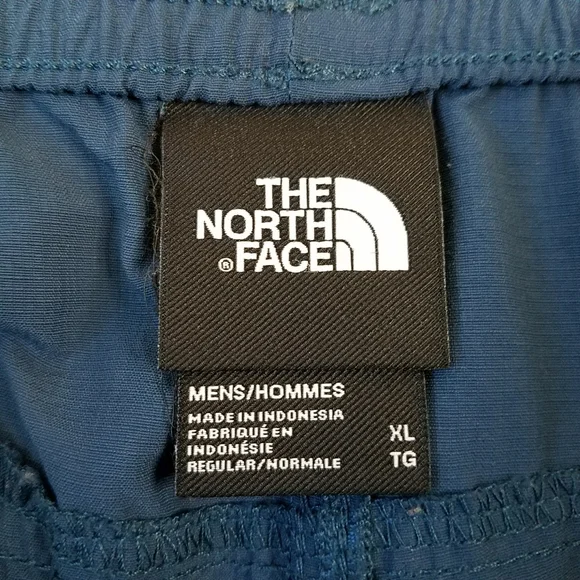 THE
NORTH
® FACE
MENS/HOMMES
MADE IN INDONESIA
FABRIQUÉ EN
INDONÉSIE XL
REGULAR/NORMALE TG